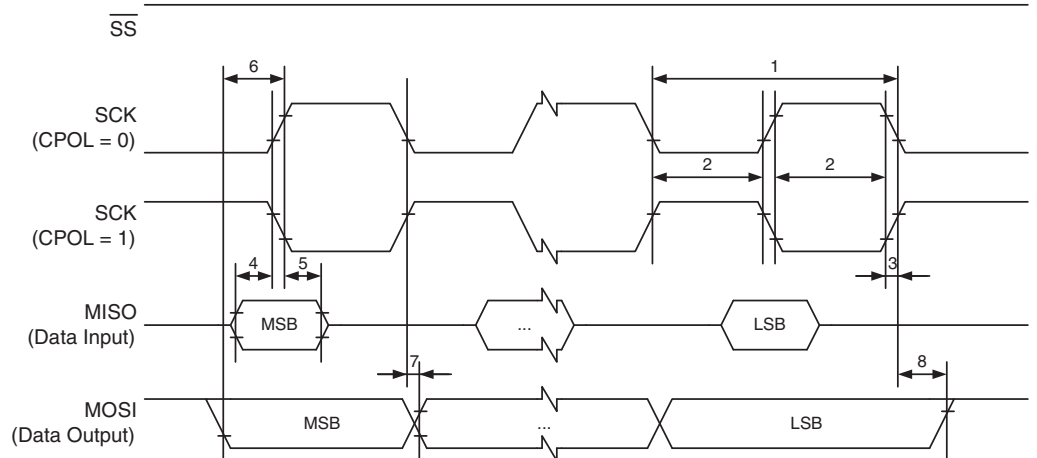 SS
6
1
SCK
(CPOL = 0)
2
2
SCK
(CPOL = 1)
4
5
3
MISO
(Data Input)
MSB
...
LSB
7
8
MOSI
(Data Output)
MSB
...
LSB